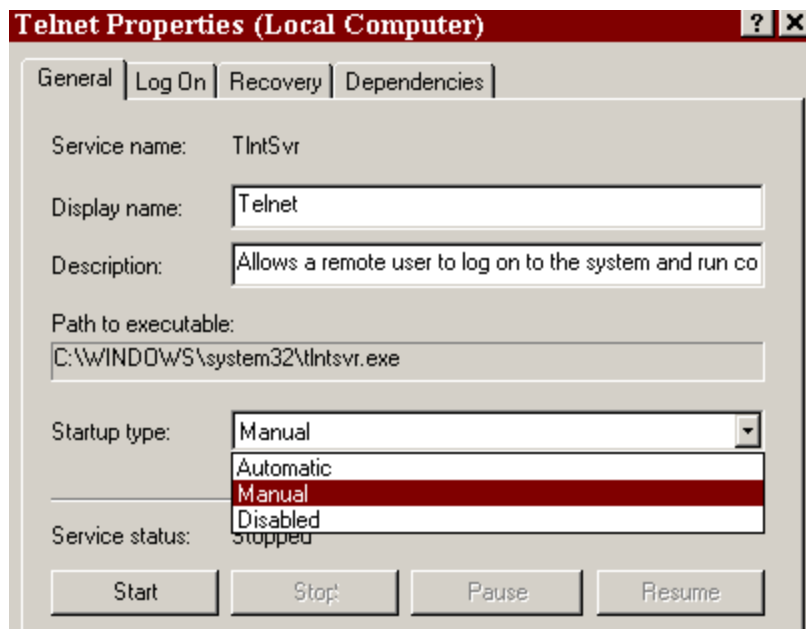 Telnet Properties (Local Computer) ? X
General Log On Recovery Dependencies
Service name: TlntSvr
Display name: Telnet
Description: Allows a remote user to log on to the system and run co
Path to executable:
C:\WINDOWS\system32\tlntsvr.exe
Startup type: Manual
Automatic
Manual
Disabled
Service status: Stopped
Start Stop Pause Resume